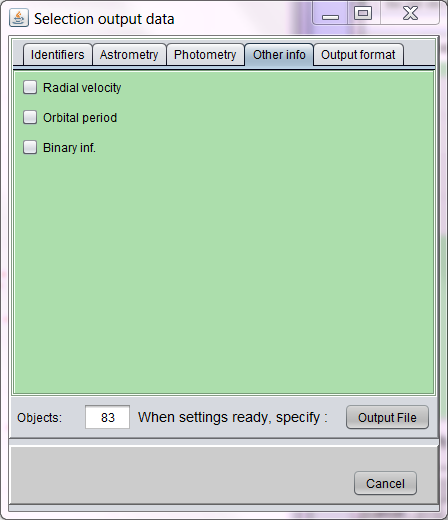 Selection output data
Identifiers Astrometry Photometry Other info Output format
Radial velocity
Orbital period
Binary inf.
Objects: 83 When settings ready, specify : Output File
Cancel